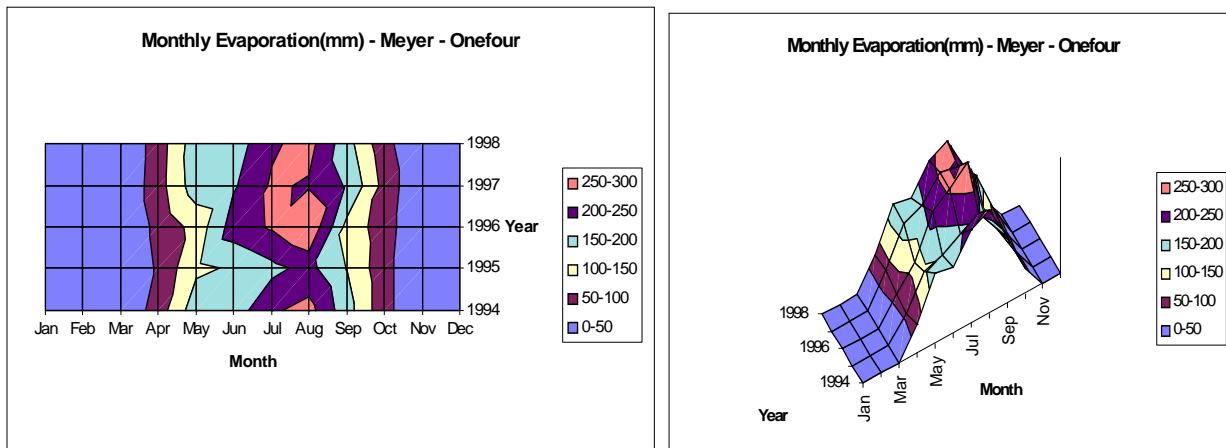 Monthly Evaporation(mm) - Meyer - Onefour
1998
1997
1996
Year
1995
1994
Jan Feb Mar Apr May Jun Jul Aug Sep Oct Nov Dec
Month
250-300
200-250
150-200
100-150
50-100
0-50
Monthly Evaporation(mm) - Meyer - Onefour
1998
1996
1994
Year
Jan
Mar
May
Jul
Sep
Nov
Month
250-300
200-250
150-200
100-150
50-100
0-50